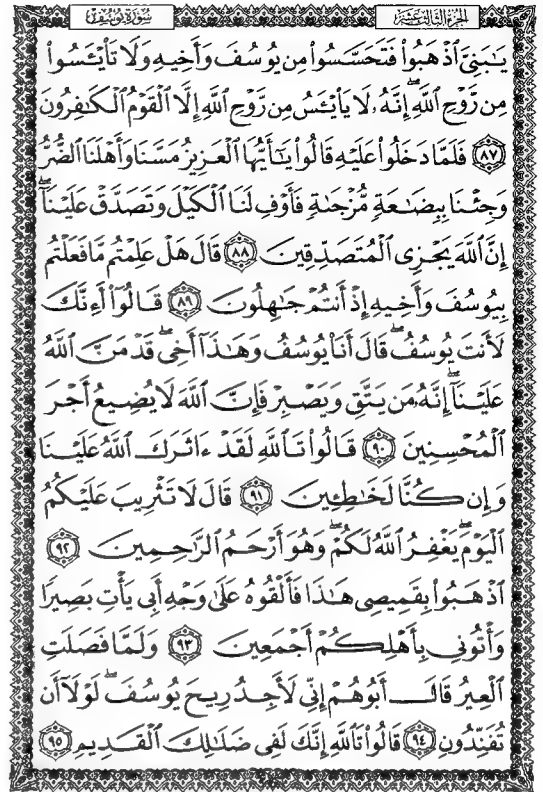 سُورَةُ يُوسُفَ الجزء الثالث عشر
يَـٰبَنِىَّ ٱذْهَبُوا۟ فَتَحَسَّسُوا۟ مِن يُوسُفَ وَأَخِيهِ وَلَا تَا۟يْـَٔسُوا۟
مِن رَّوْحِ ٱللَّهِ ۖ إِنَّهُۥ لَا يَا۟يْـَٔسُ مِن رَّوْحِ ٱللَّهِ إِلَّا ٱلْقَوْمُ ٱلْكَـٰفِرُونَ
٨٧ فَلَمَّا دَخَلُوا۟ عَلَيْهِ قَالُوا۟ يَـٰٓأَيُّهَا ٱلْعَزِيزُ مَسَّنَا وَأَهْلَنَا ٱلضُّرُّ
وَجِئْنَا بِبِضَـٰعَةٍ مُّزْجَىٰةٍ فَأَوْفِ لَنَا ٱلْكَيْلَ وَتَصَدَّقْ عَلَيْنَآ ۖ
إِنَّ ٱللَّهَ يَجْزِى ٱلْمُتَصَدِّقِينَ ٨٨ قَالَ هَلْ عَلِمْتُم مَّا فَعَلْتُم
بِيُوسُفَ وَأَخِيهِ إِذْ أَنتُمْ جَـٰهِلُونَ ٨٩ قَالُوٓا۟ أَءِنَّكَ
لَأَنتَ يُوسُفُ ۖ قَالَ أَنَا۠ يُوسُفُ وَهَـٰذَآ أَخِى ۖ قَدْ مَنَّ ٱللَّهُ
عَلَيْنَآ ۖ إِنَّهُۥ مَن يَتَّقِ وَيَصْبِرْ فَإِنَّ ٱللَّهَ لَا يُضِيعُ أَجْرَ
ٱلْمُحْسِنِينَ ٩٠ قَالُوا۟ تَٱللَّهِ لَقَدْ ءَاثَرَكَ ٱللَّهُ عَلَيْنَا
وَإِن كُنَّا لَخَـٰطِـِٔينَ ٩١ قَالَ لَا تَثْرِيبَ عَلَيْكُمُ
ٱلْيَوْمَ ۖ يَغْفِرُ ٱللَّهُ لَكُمْ ۖ وَهُوَ أَرْحَمُ ٱلرَّٰحِمِينَ ٩٢
ٱذْهَبُوا۟ بِقَمِيصِى هَـٰذَا فَأَلْقُوهُ عَلَىٰ وَجْهِ أَبِى يَأْتِ بَصِيرًا
وَأْتُونِى بِأَهْلِكُمْ أَجْمَعِينَ ٩٣ وَلَمَّا فَصَلَتِ
ٱلْعِيرُ قَالَ أَبُوهُمْ إِنِّى لَأَجِدُ رِيحَ يُوسُفَ ۖ لَوْلَآ أَن
تُفَنِّدُونِ ٩٤ قَالُوا۟ تَٱللَّهِ إِنَّكَ لَفِى ضَلَـٰلِكَ ٱلْقَدِيمِ ٩٥